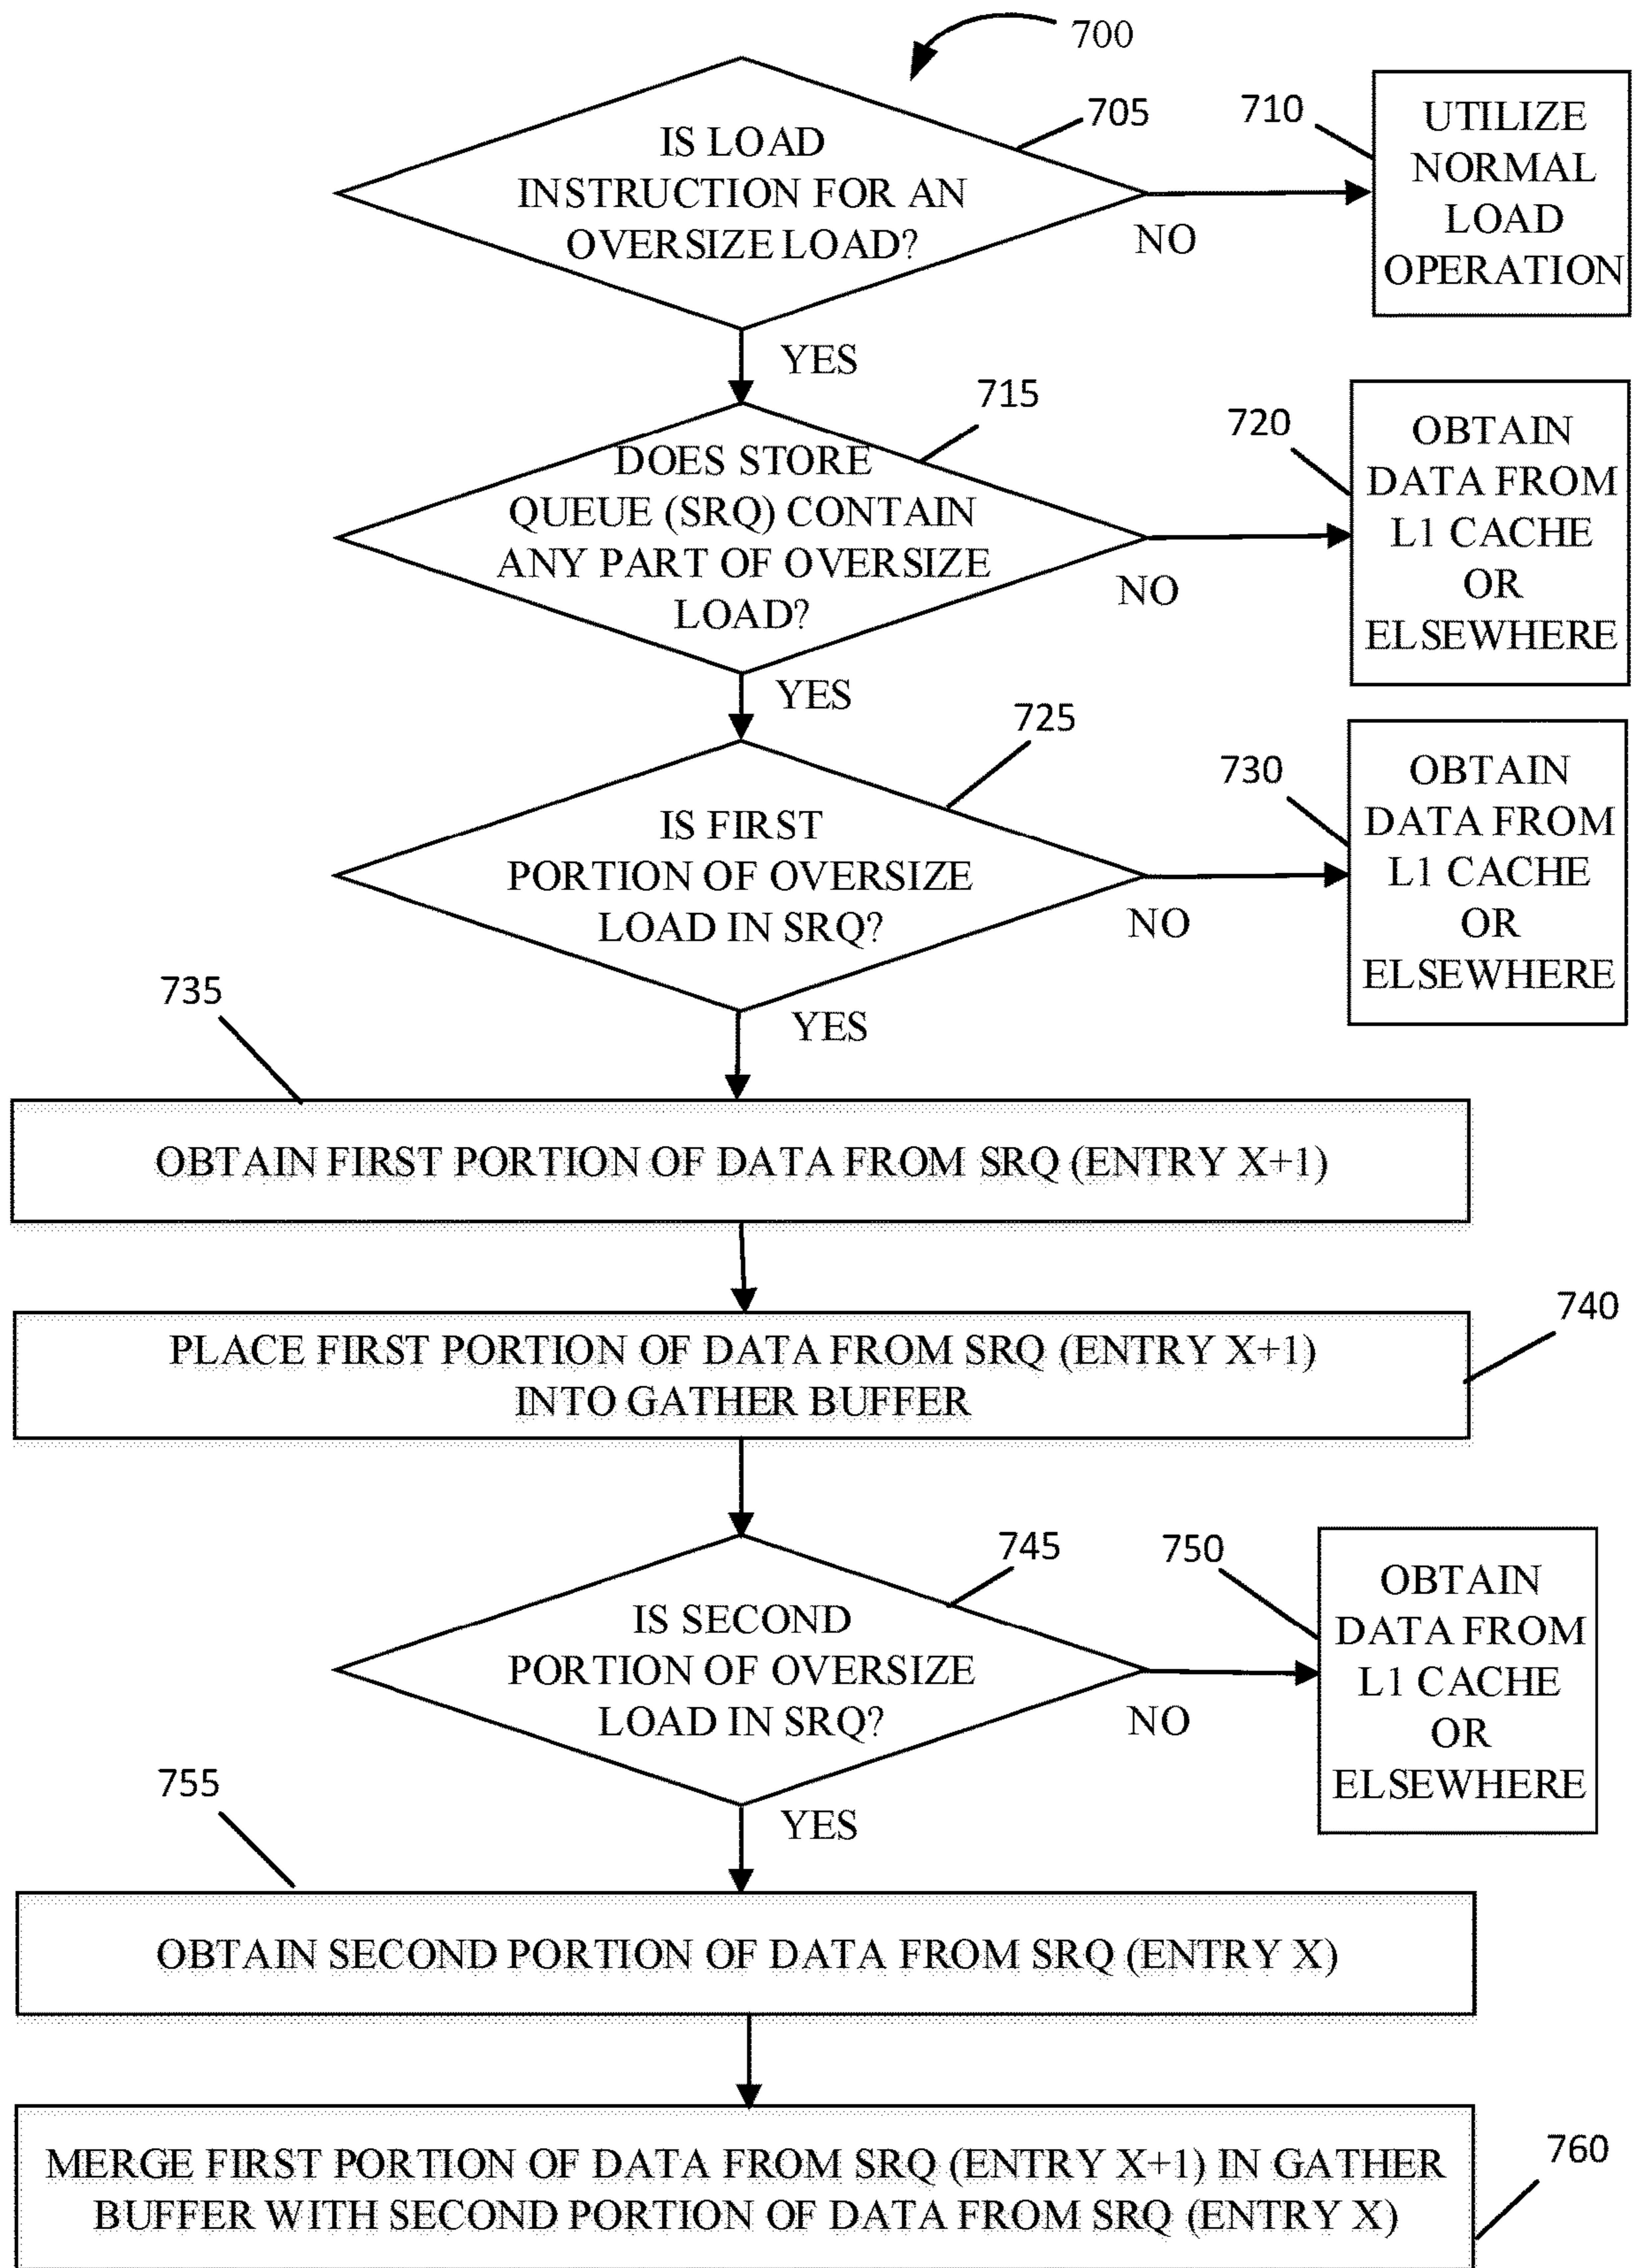 700
705
IS LOAD
INSTRUCTION FOR AN
OVERSIZE LOAD?
710
UTILIZE
NORMAL
LOAD
OPERATION
NO
YES
715
DOES STORE
QUEUE (SRQ) CONTAIN
ANY PART OF OVERSIZE
LOAD?
720
OBTAIN
DATA FROM
L1 CACHE
OR
ELSEWHERE
NO
YES
725
IS FIRST
PORTION OF OVERSIZE
LOAD IN SRQ?
730
OBTAIN
DATA FROM
L1 CACHE
OR
ELSEWHERE
NO
YES
735
OBTAIN FIRST PORTION OF DATA FROM SRQ (ENTRY X+1)
740
PLACE FIRST PORTION OF DATA FROM SRQ (ENTRY X+1)
INTO GATHER BUFFER
745
IS SECOND
PORTION OF OVERSIZE
LOAD IN SRQ?
750
OBTAIN
DATA FROM
L1 CACHE
OR
ELSEWHERE
NO
YES
755
OBTAIN SECOND PORTION OF DATA FROM SRQ (ENTRY X)
MERGE FIRST PORTION OF DATA FROM SRQ (ENTRY X+1) IN GATHER
BUFFER WITH SECOND PORTION OF DATA FROM SRQ (ENTRY X)
760